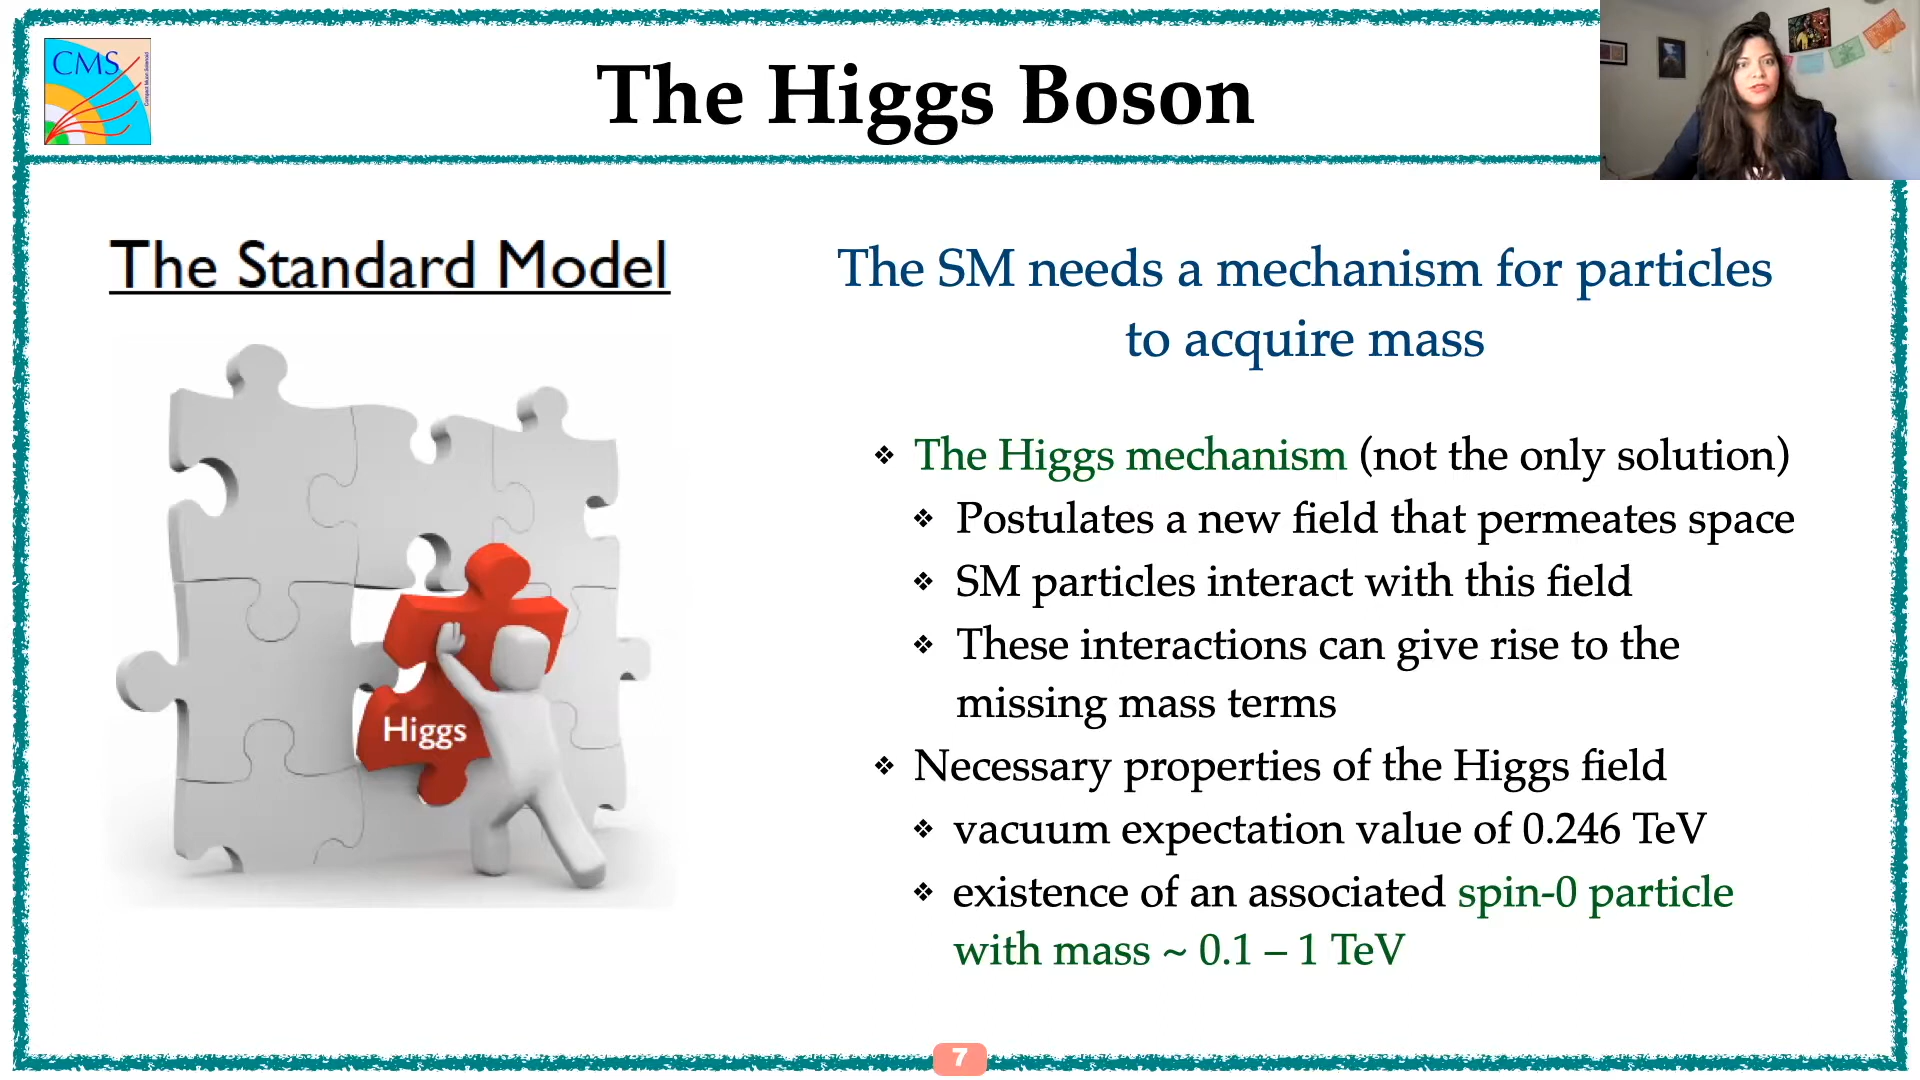 CMS
The Higgs Boson
The Standard Model
Higgs
The SM needs a mechanism for particles
to acquire mass
❖ The Higgs mechanism (not the only solution)
❖ Postulates a new field that permeates space
❖ SM particles interact with this field
❖ These interactions can give rise to the
missing mass terms
❖ Necessary properties of the Higgs field
❖ vacuum expectation value of 0.246 TeV
❖ existence of an associated spin-0 particle
with mass ~ 0.1 – 1 TeV
7